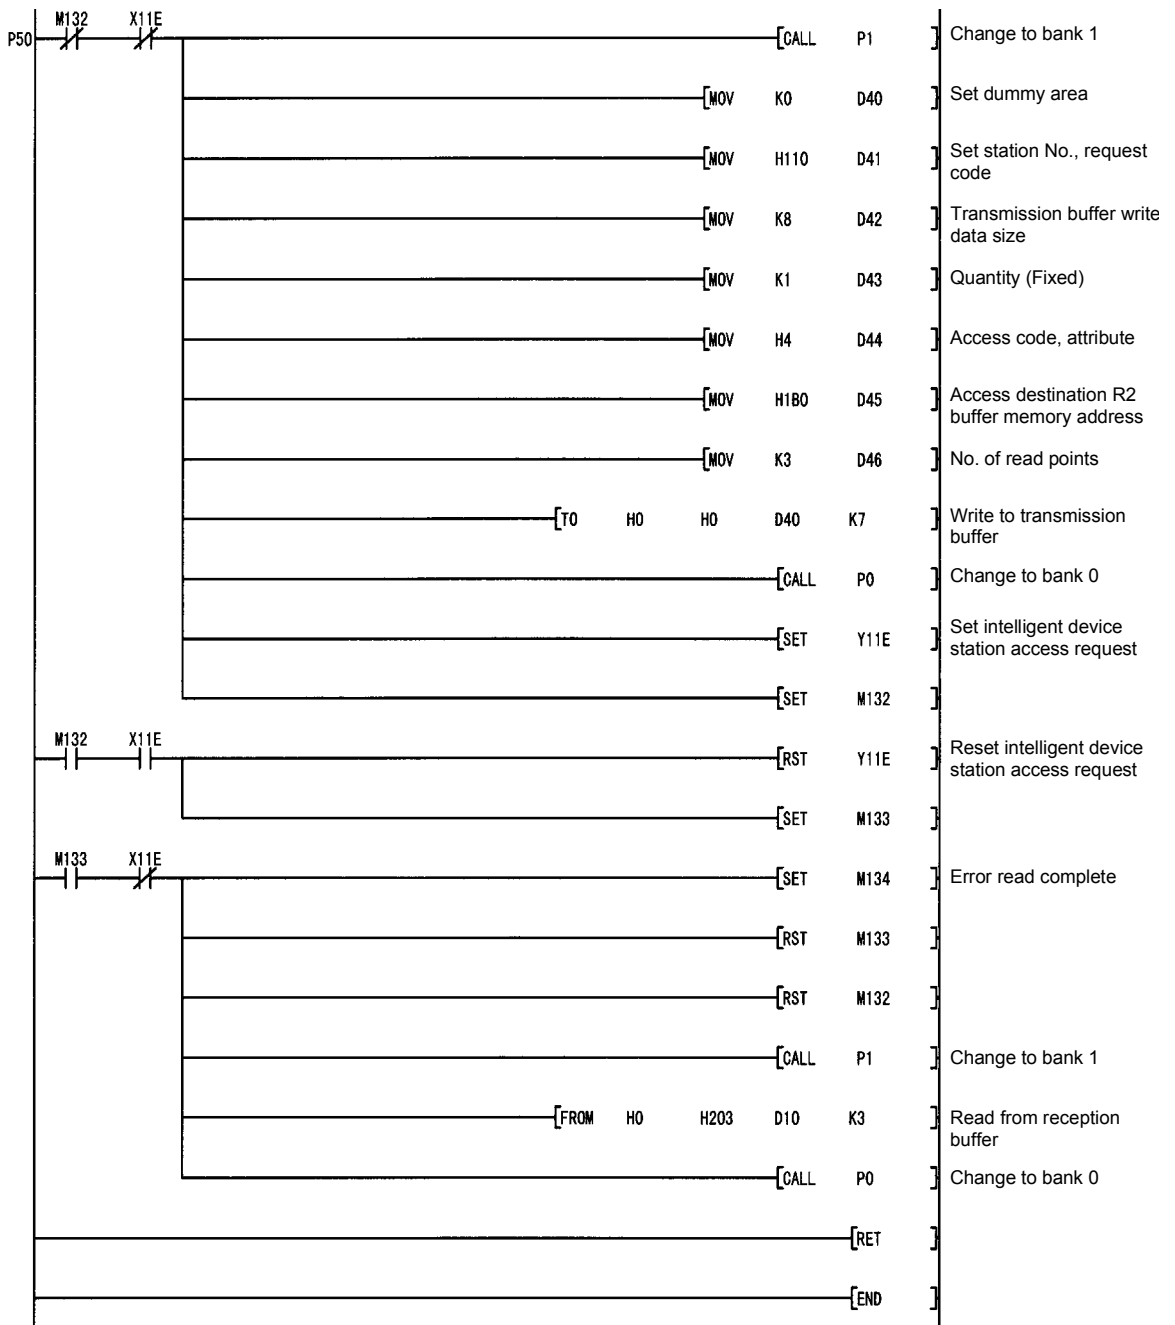 M132 X11E
P50 CALL P1 Change to bank 1
MOV K0 D40 Set dummy area
MOV H110 D41 Set station No., request
code
MOV K8 D42 Transmission buffer write
data size
MOV K1 D43 Quantity (Fixed)
MOV H4 D44 Access code, attribute
MOV H1B0 D45 Access destination R2
buffer memory address
MOV K3 D46 No. of read points
TO H0 H0 D40 K7 Write to transmission
buffer
CALL P0 Change to bank 0
SET Y11E Set intelligent device
station access request
SET M132
M132 X11E
RST Y11E Reset intelligent device
station access request
SET M133
M133 X11E
SET M134 Error read complete
RST M133
RST M132
CALL P1 Change to bank 1
FROM H0 H203 D10 K3 Read from reception
buffer
CALL P0 Change to bank 0
RET
END